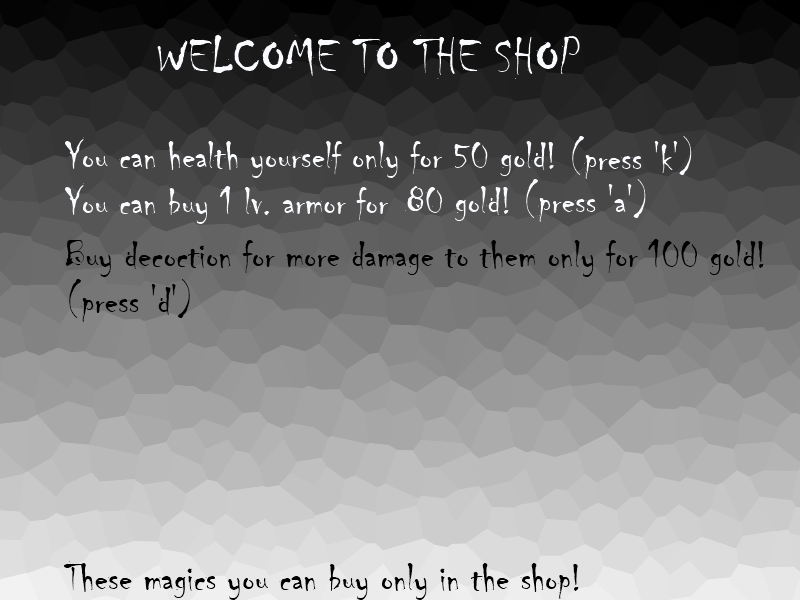 WELCOME TO THE SHOP
You can health yourself only for 50 gold! (press 'k')
You can buy 1 lv. armor for 80 gold! (press 'a')
Buy decoction for more damage to them only for 100 gold!
(press 'd')
These magics you can buy only in the shop!